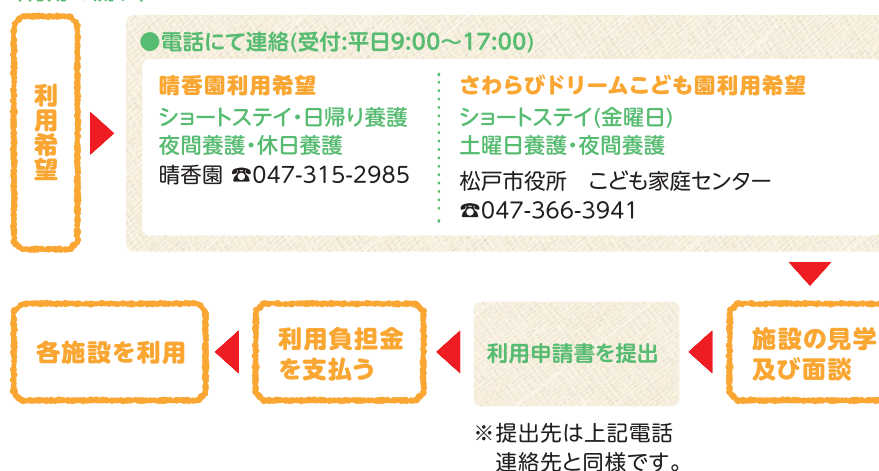 利用希望
●電話にて連絡(受付:平日9:00～17:00)
晴香園利用希望
ショートステイ・日帰り養護
夜間養護・休日養護
晴香園 ☎047-315-2985
さわらびドリームこども園利用希望
ショートステイ(金曜日)
土曜日養護・夜間養護
松戸市役所　こども家庭センター
☎047-366-3941
施設の見学
及び面談
利用申請書を提出
※提出先は上記電話
連絡先と同様です。
利用負担金
を支払う
各施設を利用